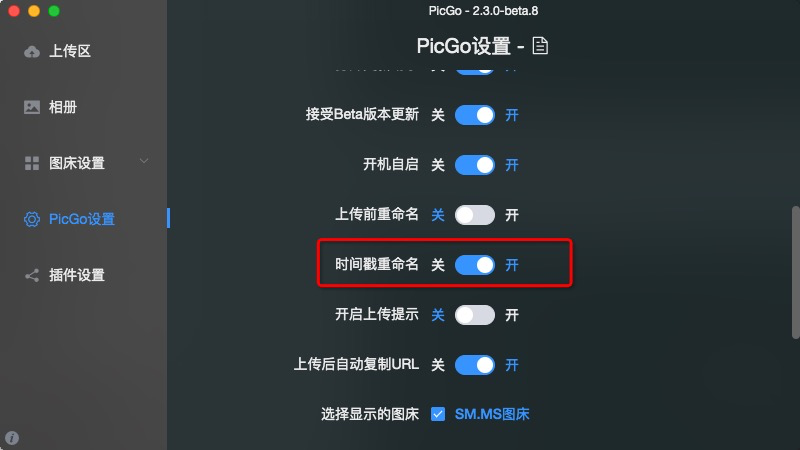 PicGo - 2.3.0-beta.8
PicGo设置 -
上传区
相册
图床设置
PicGo设置
插件设置
接受Beta版本更新 关 开
开机自启 关 开
上传前重命名 关 开
时间戳重命名 关 开
开启上传提示 关 开
上传后自动复制URL 关 开
选择显示的图床 SM.MS图床